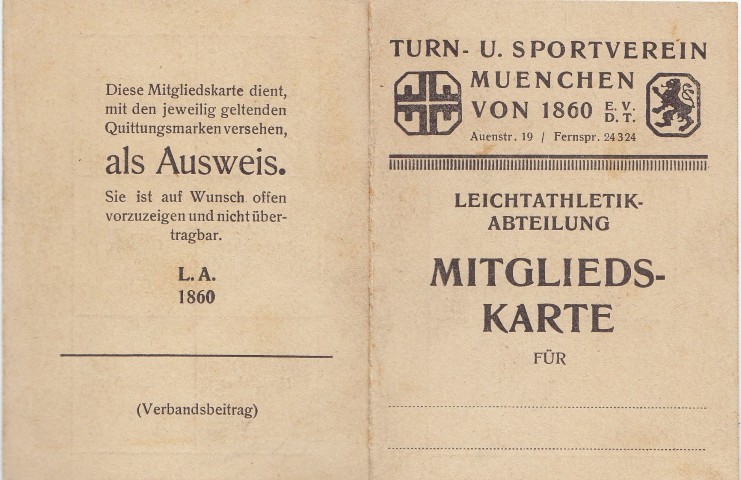 Diese Mitgliedskarte dient,
mit den jeweilig geltenden
Quittungsmarken versehen,
als Ausweis.
Sie ist auf Wunsch offen
vorzuzeigen und nicht über-
tragbar.
L. A.
1860
(Verbandsbeitrag)
TURN- U. SPORTVEREIN
MUENCHEN
VON 1860 E. V.
D. T.
Auenstr. 19 / Fernspr. 24324
LEICHTATHLETIK-
ABTEILUNG
MITGLIEDS-
KARTE
FÜR